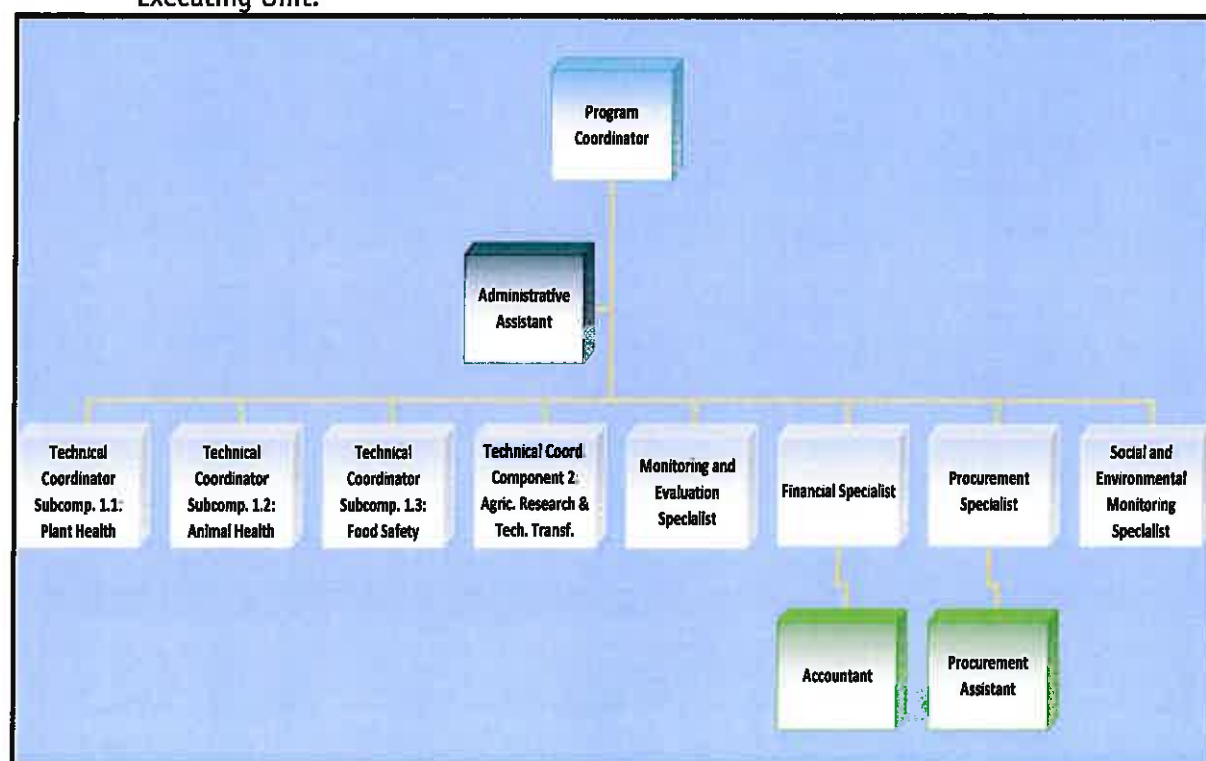 Executing Unit.
Program
Coordinator
Administrative
Assistant
Technical
Coordinator
Subcomp. 1.1:
Plant Health
Technical
Coordinator
Subcomp. 1.2:
Animal Health
Technical
Coordinator
Subcomp. 1.3:
Food Safety
Technical Coord.
Component 2:
Agric. Research &
Tech. Transf.
Monitoring and
Evaluation
Specialist
Financial Specialist
Procurement
Specialist
Social and
Environmental
Monitoring
Specialist
Accountant
Procurement
Assistant